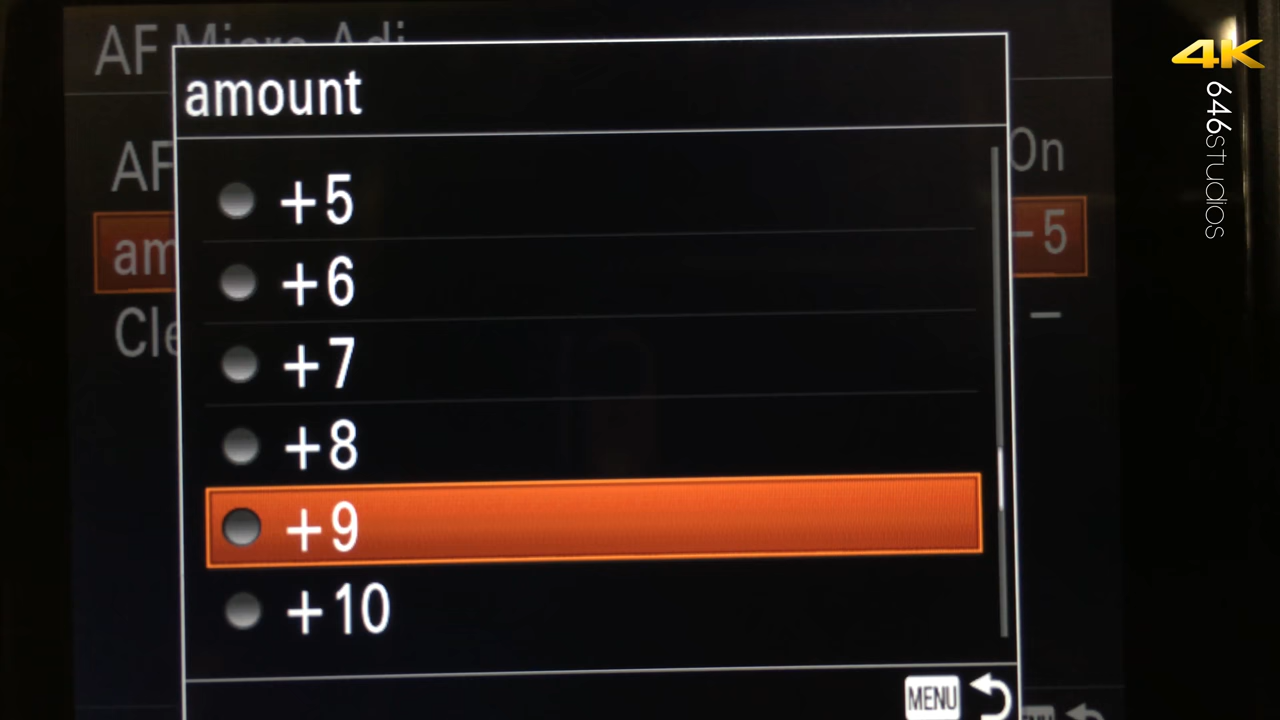 AF Micro Adj
amount
AF
On
am
-5
Cle
–
+5
+6
+7
+8
+9
+10
MENU
4K
646studios